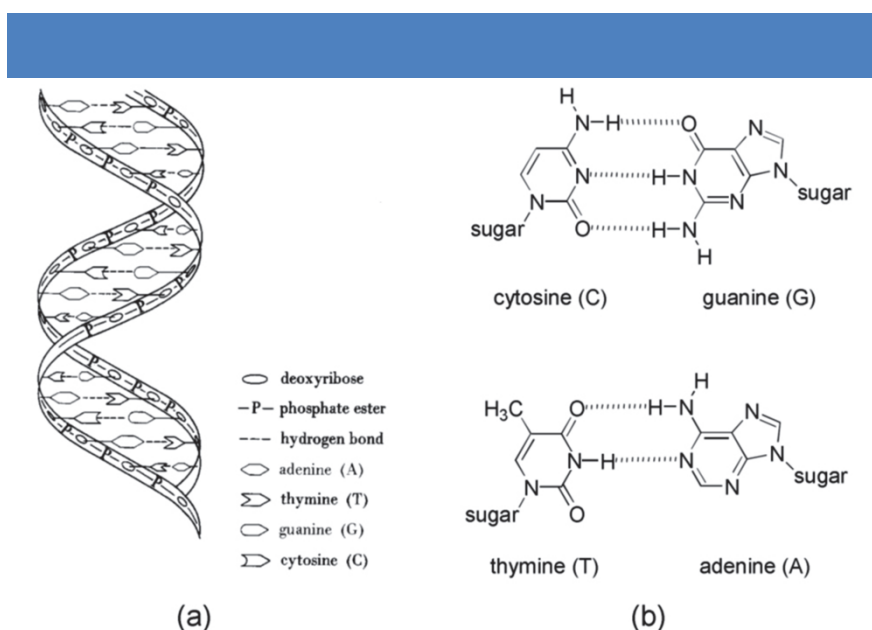 deoxyribose
–P– phosphate ester
hydrogen bond
adenine (A)
thymine (T)
guanine (G)
cytosine (C)
(a)
H
N H O N
N H N N
sugar
N N
sugar O H N
H
cytosine (C) guanine (G)
H
H₃C O H N N
N H N N
sugar
N N
sugar O
thymine (T) adenine (A)
(b)